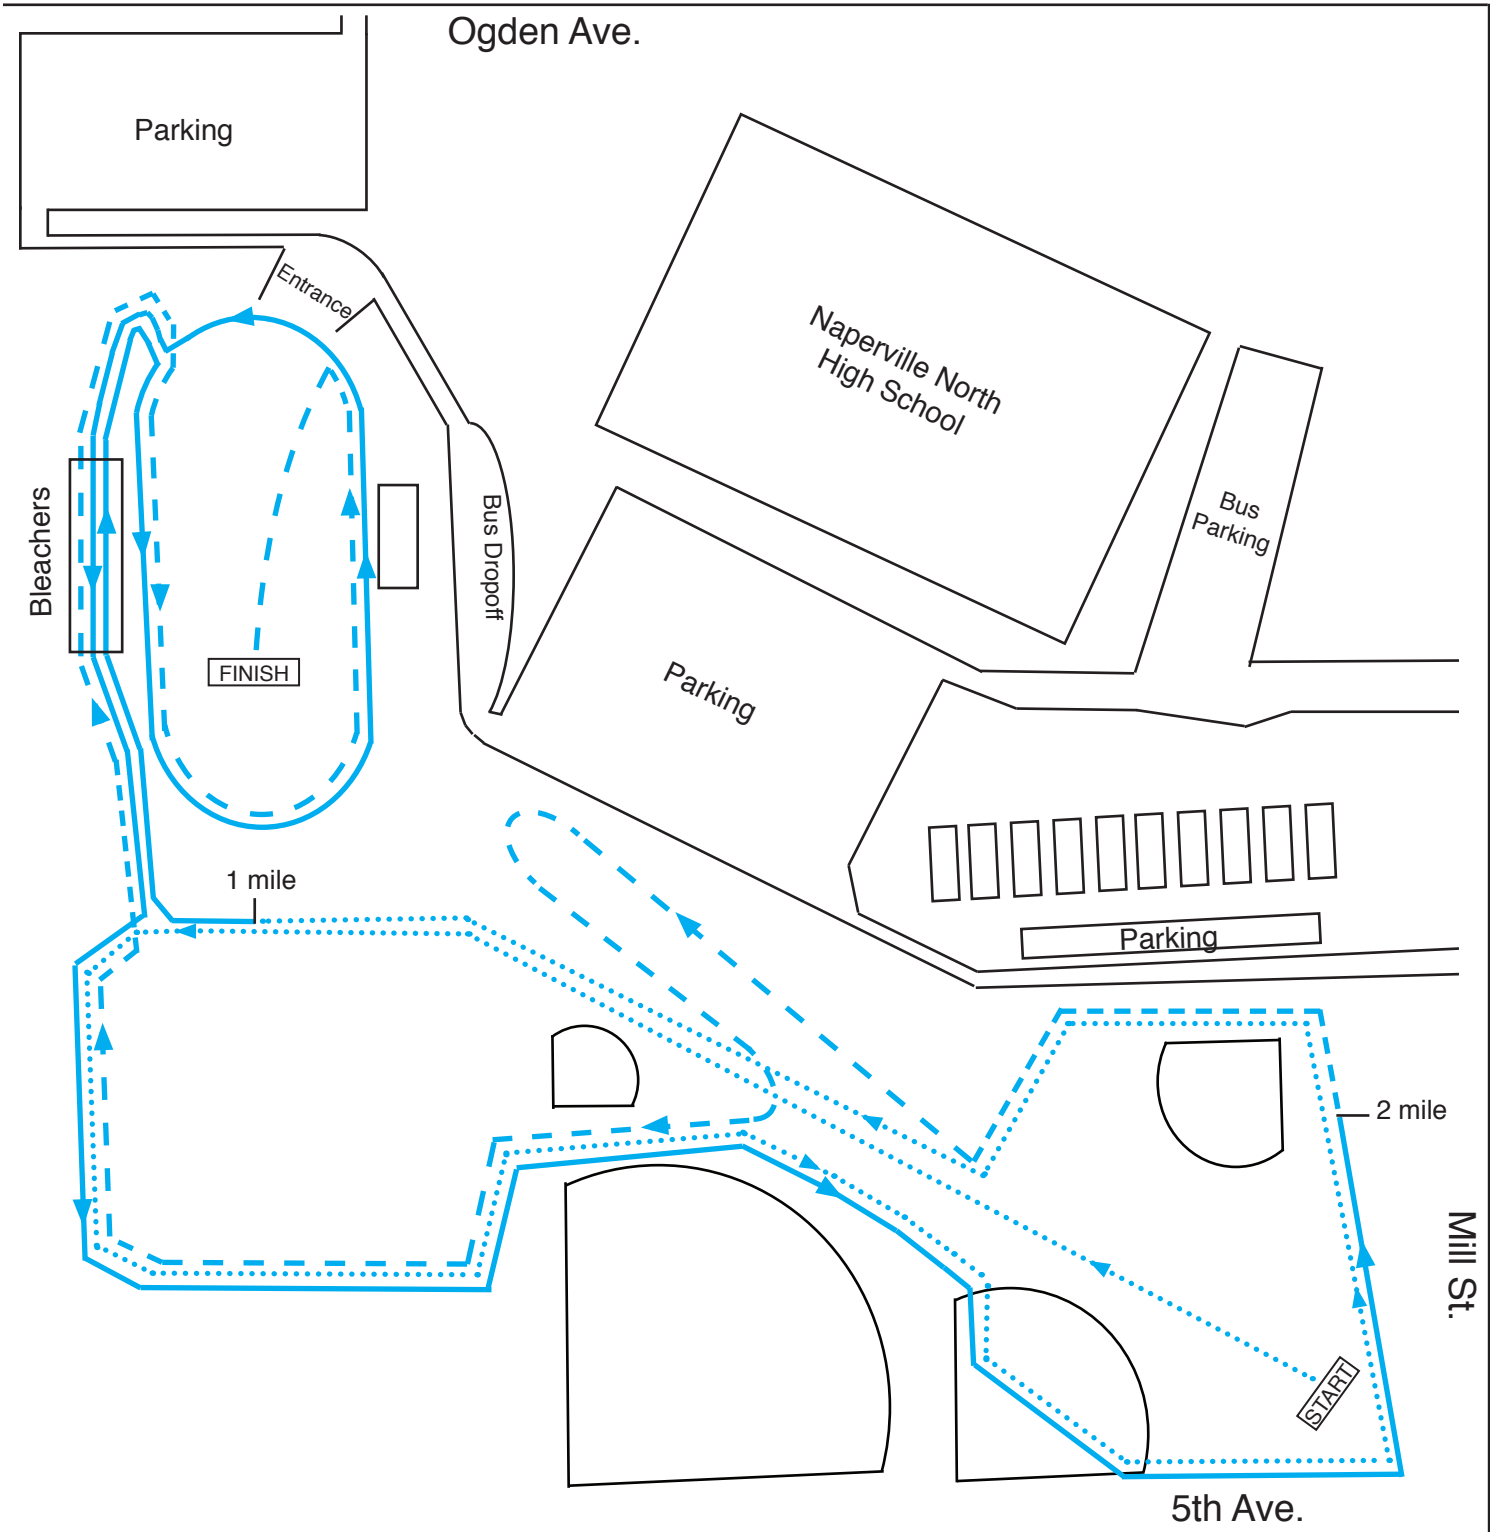 Ogden Ave.
Parking
Entrance
Naperville North
High School
Bus
Parking
Bleachers
Bus Dropoff
FINISH
Parking
1 mile
Parking
2 mile
Mill St.
START
5th Ave.